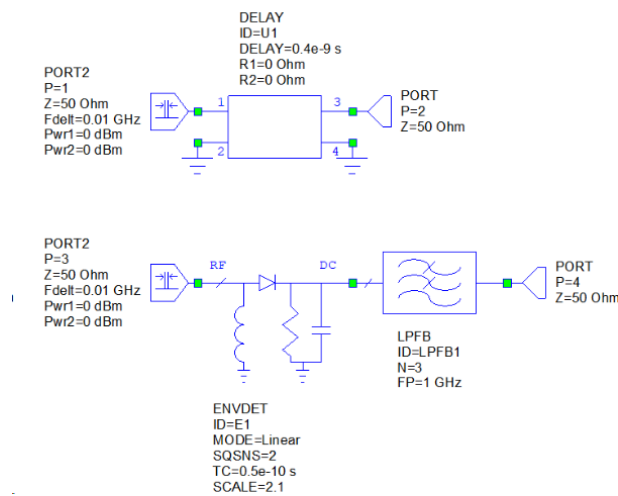 DELAY
ID=U1
DELAY=0.4e-9 s
R1=0 Ohm
R2=0 Ohm
PORT2
P=1
Z=50 Ohm
Fdelt=0.01 GHz
Pwr1=0 dBm
Pwr2=0 dBm
1
3
2
4
PORT
P=2
Z=50 Ohm
PORT2
P=3
Z=50 Ohm
Fdelt=0.01 GHz
Pwr1=0 dBm
Pwr2=0 dBm
RF
DC
PORT
P=4
Z=50 Ohm
LPFB
ID=LPFB1
N=3
FP=1 GHz
ENVDET
ID=E1
MODE=Linear
SQSNS=2
TC=0.5e-10 s
SCALE=2.1